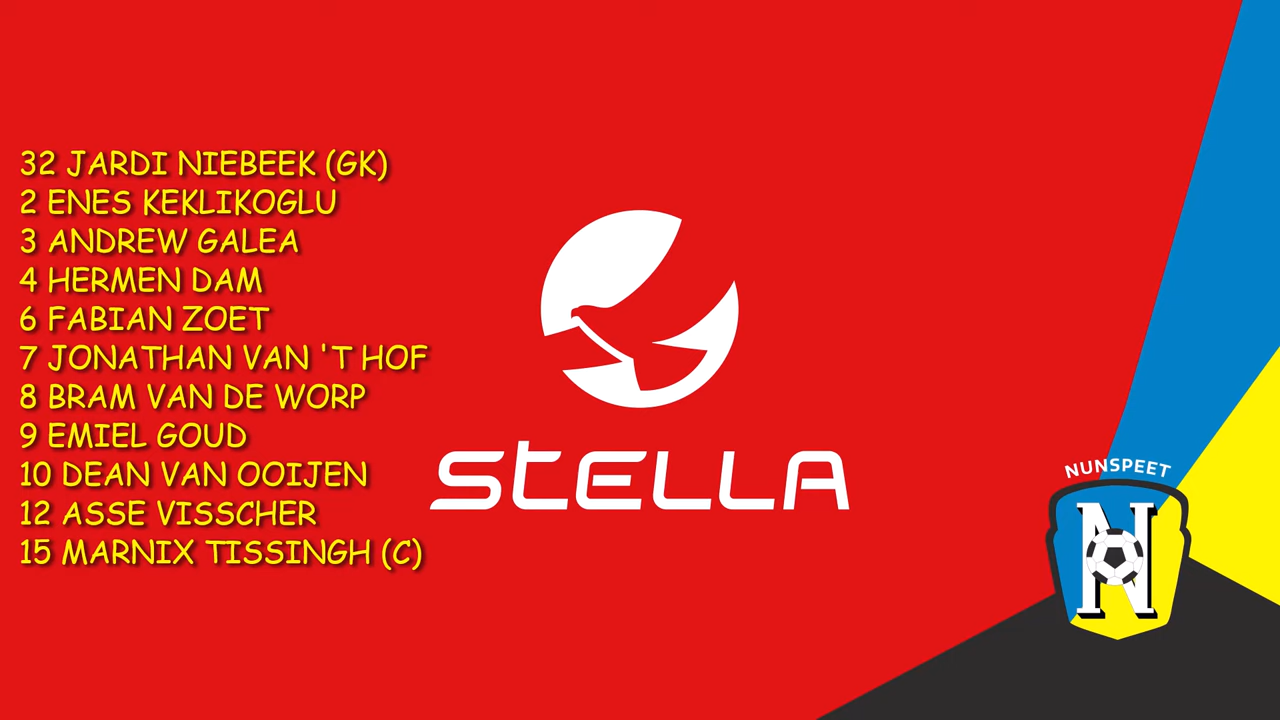 32 JARDI NIEBEEK (GK)
2 ENES KEKLIKOGLU
3 ANDREW GALEA
4 HERMEN DAM
6 FABIAN ZOET
7 JONATHAN VAN 'T HOF
8 BRAM VAN DE WORP
9 EMIEL GOUD
10 DEAN VAN OOIJEN
12 ASSE VISSCHER
15 MARNIX TISSINGH (C)
STELLA
NUNSPEET
N